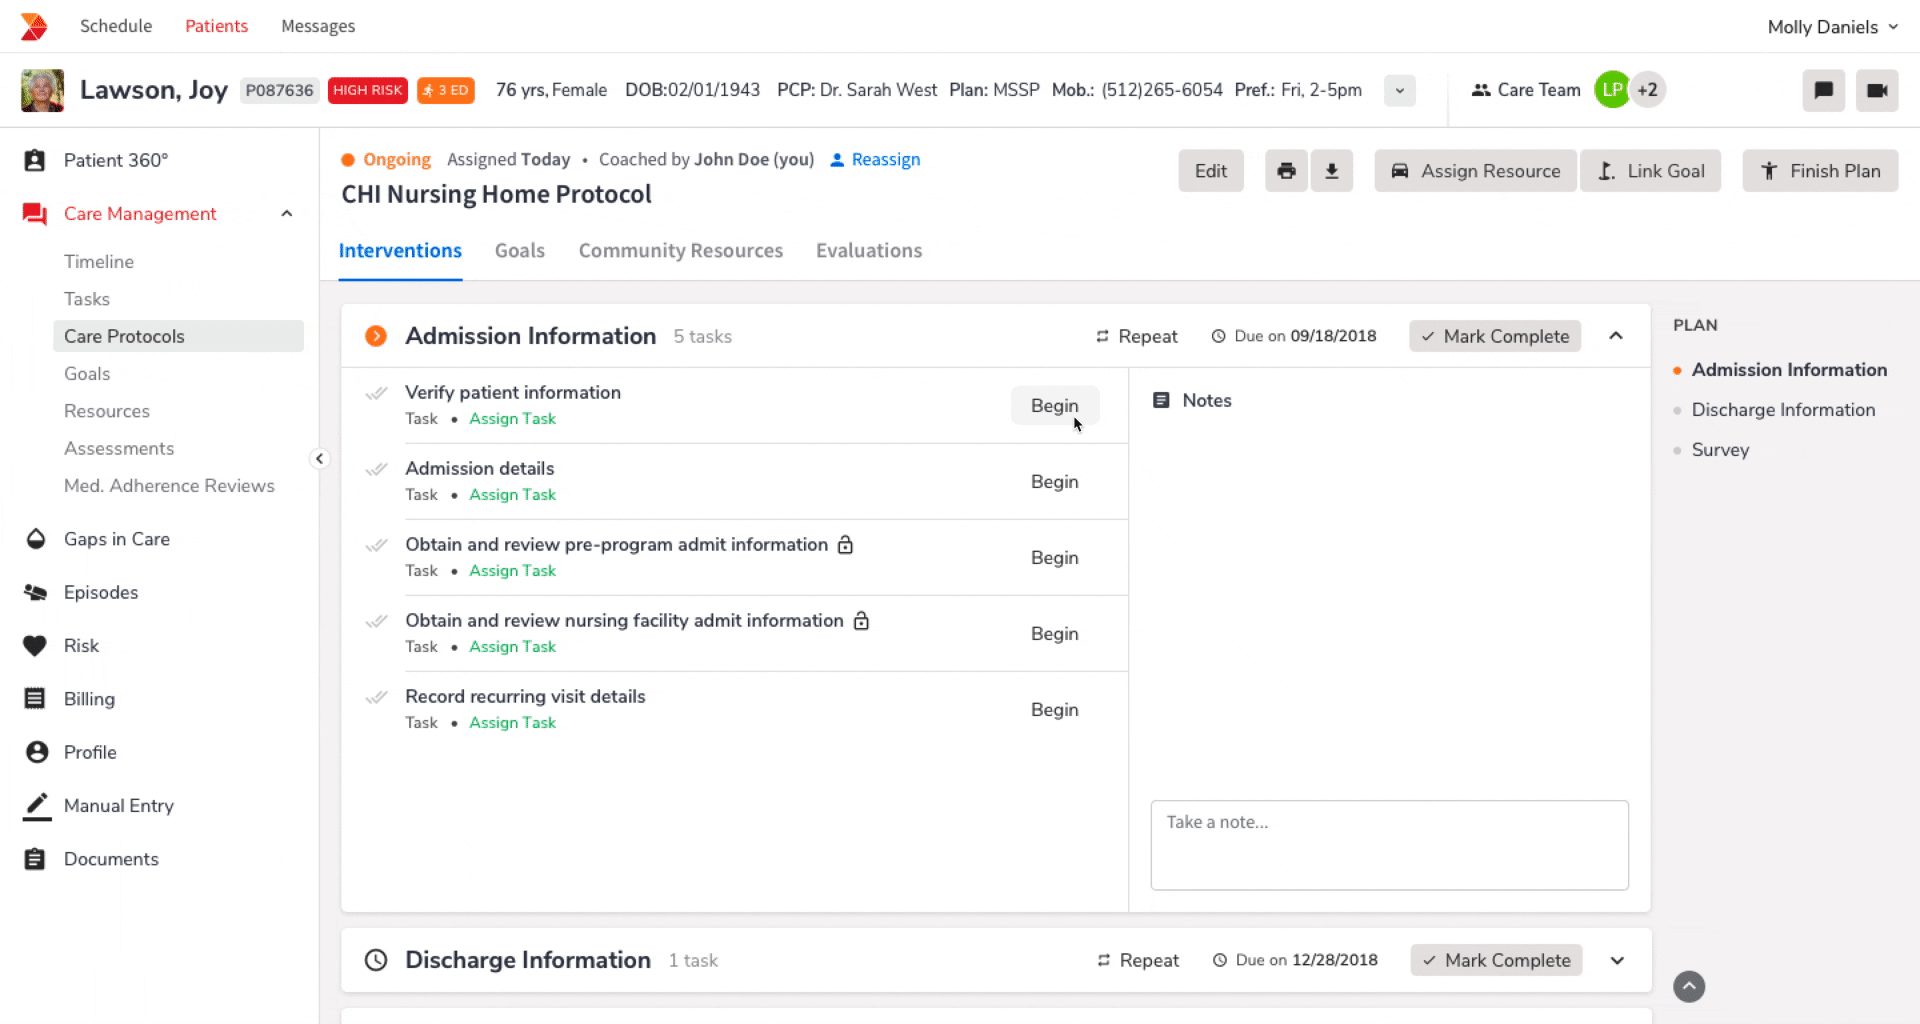 Schedule Patients Messages Molly Daniels
Lawson, Joy P087636 HIGH RISK 3 ED 76 yrs, Female DOB:02/01/1943 PCP: Dr. Sarah West Plan: MSSP Mob.: (512)265-6054 Pref.: Fri, 2-5pm Care Team LP +2
Patient 360°
Care Management
Timeline
Tasks
Care Protocols
Goals
Resources
Assessments
Med. Adherence Reviews
Gaps in Care
Episodes
Risk
Billing
Profile
Manual Entry
Documents
Ongoing Assigned Today • Coached by John Doe (you) Reassign
CHI Nursing Home Protocol
Edit Assign Resource Link Goal Finish Plan
Interventions Goals Community Resources Evaluations
Admission Information 5 tasks Repeat Due on 09/18/2018 Mark Complete
Verify patient information
Task • Assign Task
Begin
Admission details
Task • Assign Task
Begin
Obtain and review pre-program admit information
Task • Assign Task
Begin
Obtain and review nursing facility admit information
Task • Assign Task
Begin
Record recurring visit details
Task • Assign Task
Begin
Notes
Take a note...
Discharge Information 1 task Repeat Due on 12/28/2018 Mark Complete
PLAN
Admission Information
Discharge Information
Survey